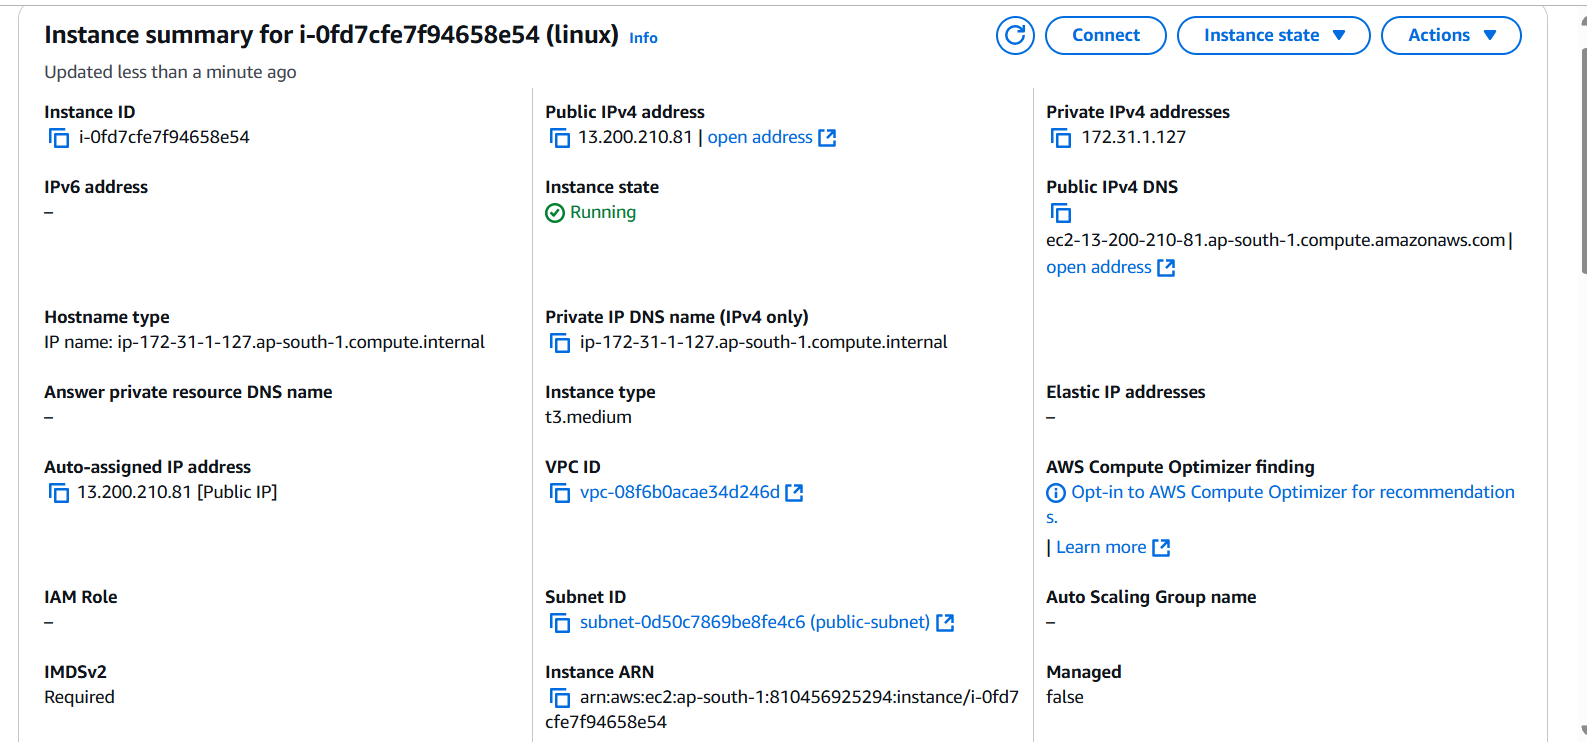 Instance summary for i-0fd7cfe7f94658e54 (linux) Info
Connect
Instance state
Actions
Updated less than a minute ago
Instance ID
i-0fd7cfe7f94658e54
Public IPv4 address
13.200.210.81 | open address
Private IPv4 addresses
172.31.1.127
IPv6 address
–
Instance state
Running
Public IPv4 DNS
ec2-13-200-210-81.ap-south-1.compute.amazonaws.com |
open address
Hostname type
IP name: ip-172-31-1-127.ap-south-1.compute.internal
Private IP DNS name (IPv4 only)
ip-172-31-1-127.ap-south-1.compute.internal
Answer private resource DNS name
–
Instance type
t3.medium
Elastic IP addresses
–
Auto-assigned IP address
13.200.210.81 [Public IP]
VPC ID
vpc-08f6b0acae34d246d
AWS Compute Optimizer finding
Opt-in to AWS Compute Optimizer for recommendation
s.
| Learn more
IAM Role
–
Subnet ID
subnet-0d50c7869be8fe4c6 (public-subnet)
Auto Scaling Group name
–
IMDSv2
Required
Instance ARN
arn:aws:ec2:ap-south-1:810456925294:instance/i-0fd7
cfe7f94658e54
Managed
false